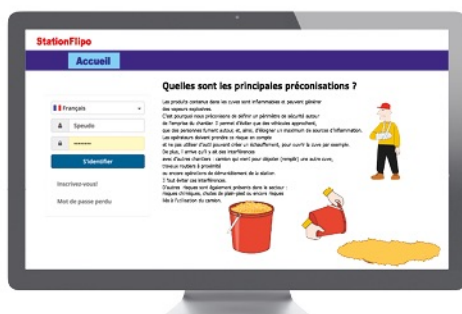 StationFlipo
Accueil
Quelles sont les principales préconisations ?
Français
Speudo
S'identifier
Inscrivez-vous!
Mot de passe perdu
Les produits contenus dans les cuves sont inflammables et peuvent générer
des vapeurs explosives.
C'est pourquoi nous préconisons de définir un périmètre de sécurité autour
de l'emprise du chantier. Il permet d'éviter que des véhicules approchent,
que des personnes fument autour, et, ainsi, d'éloigner un maximum de sources d'inflammation.
Les opérateurs doivent prendre ce risque en compte
et ne pas utiliser d'outil pouvant créer un échauffement, pour ouvrir la cuve par exemple.
De plus, il arrive qu'il y ait des interférences
avec d'autres chantiers : camion qui vient pour dépoter (remplir) une autre cuve,
travaux routiers à proximité
ou encore opérations de démantèlement de la station
Il faut éviter ces interférences.
D'autres risques sont également présents dans le secteur :
risques chimiques, chutes de plain-pied ou encore risques
liés à l'utilisation du camion.